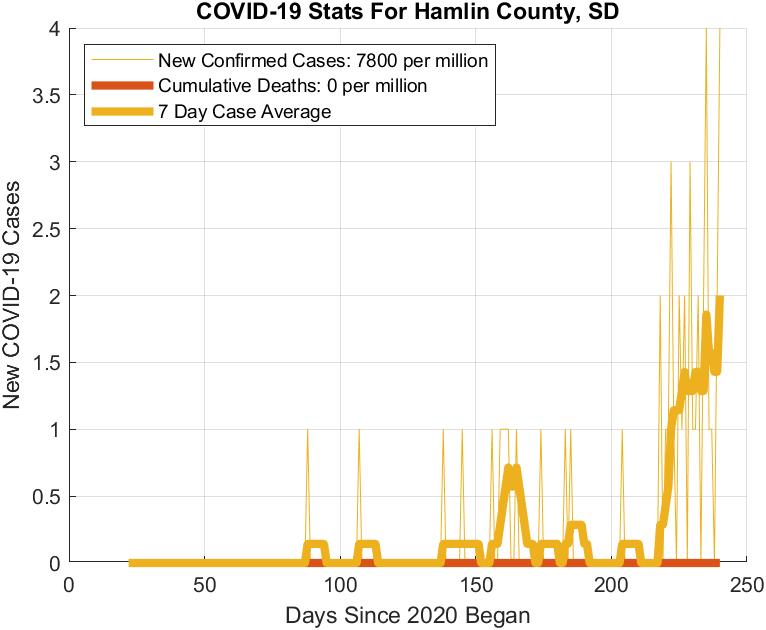 COVID-19 Stats For Hamlin County, SD
4
3.5
3
2.5
2
1.5
1
0.5
0
New COVID-19 Cases
New Confirmed Cases: 7800 per million
Cumulative Deaths: 0 per million
7 Day Case Average
0 50 100 150 200 250
Days Since 2020 Began